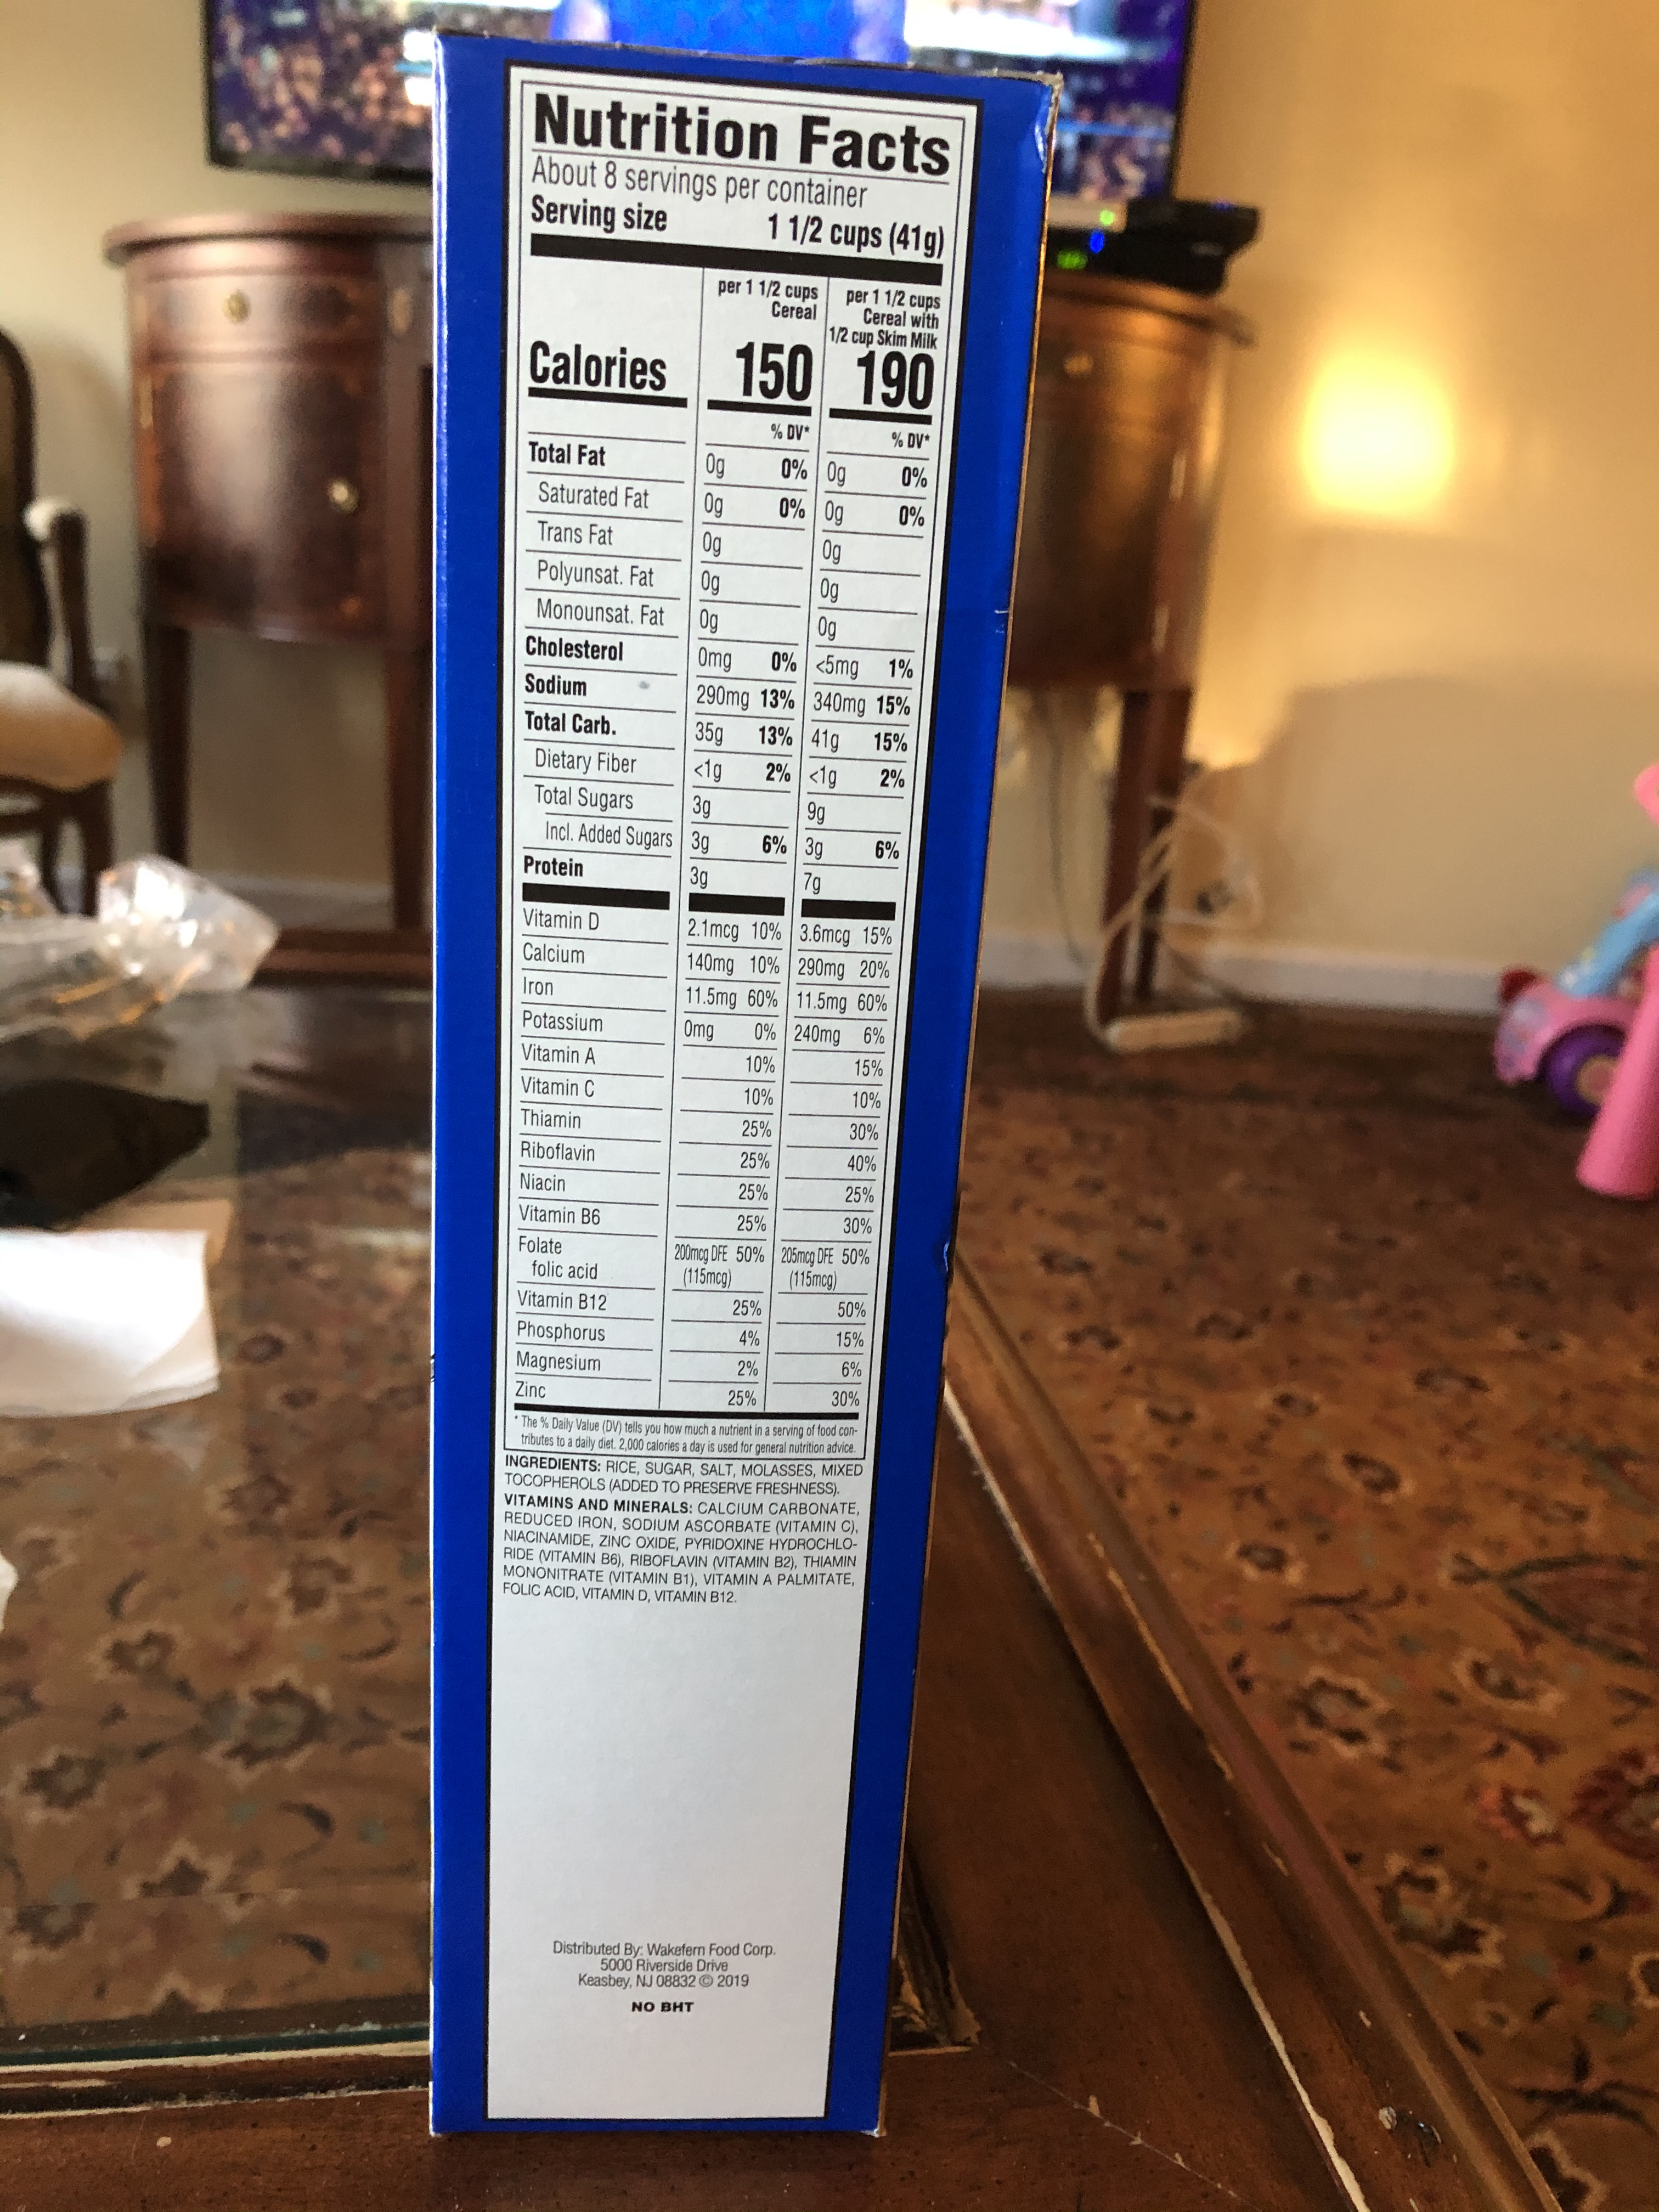 Nutrition Facts
About 8 servings per container
Serving size 1 1/2 cups (41g)
per 1 1/2 cups Cereal
per 1 1/2 cups Cereal with 1/2 cup Skim Milk
Calories 150 190
% DV* % DV*
Total Fat 0g 0% 0g 0%
Saturated Fat 0g 0% 0g 0%
Trans Fat 0g 0g
Polyunsat. Fat 0g 0g
Monounsat. Fat 0g 0g
Cholesterol 0mg 0% <5mg 1%
Sodium 290mg 13% 340mg 15%
Total Carb. 35g 13% 41g 15%
Dietary Fiber <1g 2% <1g 2%
Total Sugars 3g 9g
Incl. Added Sugars 3g 6% 3g 6%
Protein 3g 7g
Vitamin D 2.1mcg 10% 3.6mcg 15%
Calcium 140mg 10% 290mg 20%
Iron 11.5mg 60% 11.5mg 60%
Potassium 0mg 0% 240mg 6%
Vitamin A 10% 15%
Vitamin C 10% 10%
Thiamin 25% 30%
Riboflavin 25% 40%
Niacin 25% 25%
Vitamin B6 25% 30%
Folate 200mcg DFE 50% 205mcg DFE 50%
folic acid (115mcg) (115mcg)
Vitamin B12 25% 50%
Phosphorus 4% 15%
Magnesium 2% 6%
Zinc 25% 30%
* The % Daily Value (DV) tells you how much a nutrient in a serving of food con-
tributes to a daily diet. 2,000 calories a day is used for general nutrition advice.
INGREDIENTS: RICE, SUGAR, SALT, MOLASSES, MIXED
TOCOPHEROLS (ADDED TO PRESERVE FRESHNESS).
VITAMINS AND MINERALS: CALCIUM CARBONATE,
REDUCED IRON, SODIUM ASCORBATE (VITAMIN C),
NIACINAMIDE, ZINC OXIDE, PYRIDOXINE HYDROCHLO-
RIDE (VITAMIN B6), RIBOFLAVIN (VITAMIN B2), THIAMIN
MONONITRATE (VITAMIN B1), VITAMIN A PALMITATE,
FOLIC ACID, VITAMIN D, VITAMIN B12.
Distributed By: Wakefern Food Corp.
5000 Riverside Drive
Keasbey, NJ 08832 © 2019
NO BHT